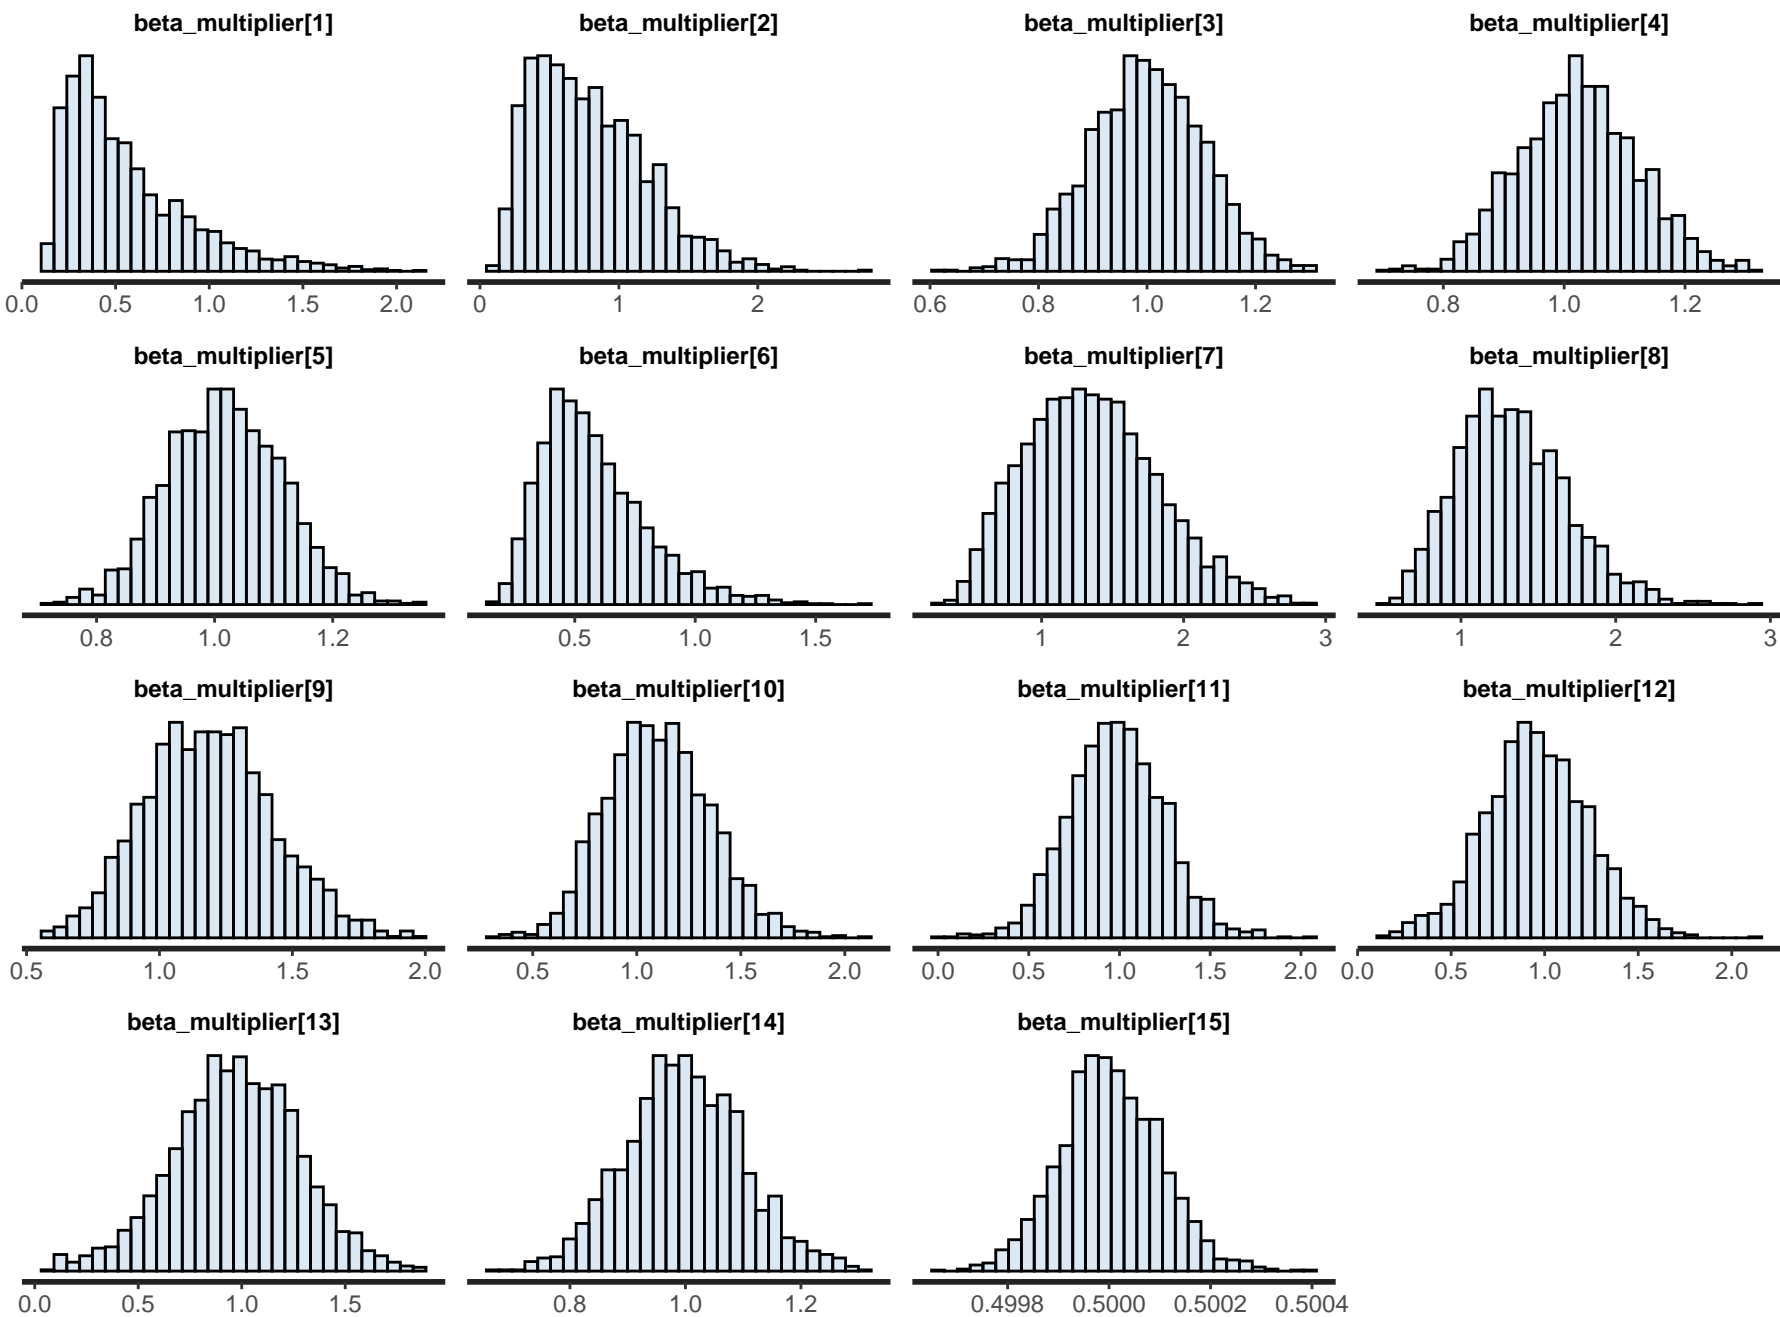 beta_multiplier[1] beta_multiplier[2] beta_multiplier[3] beta_multiplier[4]
0.0 0.5 1.0 1.5 2.0 0 1 2 0.6 0.8 1.0 1.2 0.8 1.0 1.2
beta_multiplier[5] beta_multiplier[6] beta_multiplier[7] beta_multiplier[8]
0.8 1.0 1.2 0.5 1.0 1.5 1 2 3 1 2 3
beta_multiplier[9] beta_multiplier[10] beta_multiplier[11] beta_multiplier[12]
0.5 1.0 1.5 2.0 0.5 1.0 1.5 2.0 0.0 0.5 1.0 1.5 2.0 0.0 0.5 1.0 1.5 2.0
beta_multiplier[13] beta_multiplier[14] beta_multiplier[15]
0.0 0.5 1.0 1.5 0.8 1.0 1.2 0.4998 0.5000 0.5002 0.5004